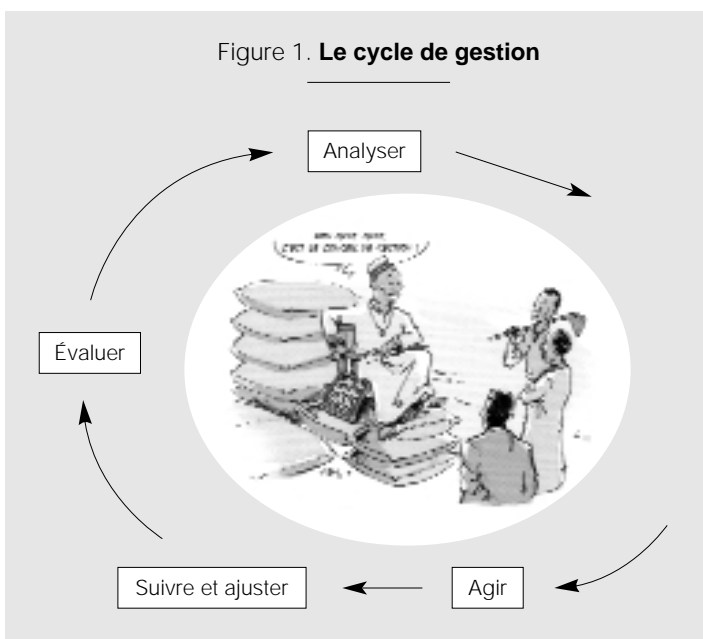 Figure 1. Le cycle de gestion
Analyser
Évaluer
Suivre et ajuster
Agir